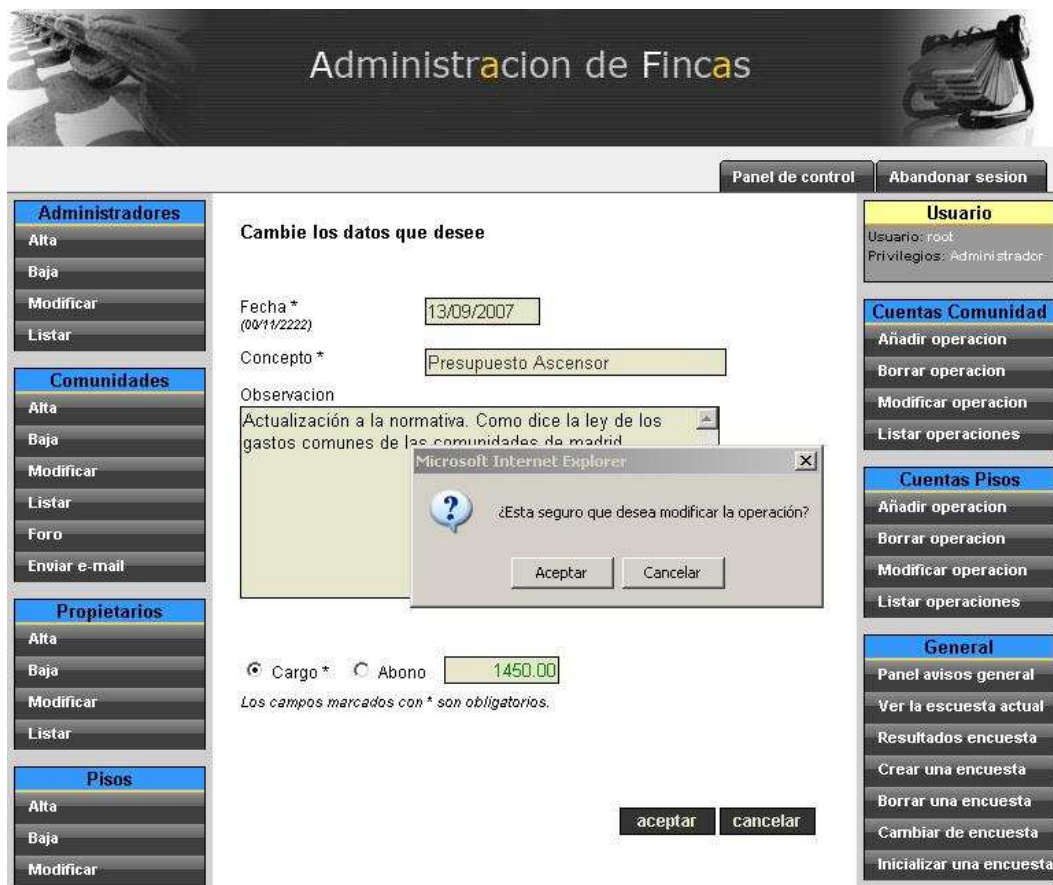 Administracion de Fincas
Panel de control
Abandonar sesion
Administradores
Alta
Baja
Modificar
Listar
Comunidades
Alta
Baja
Modificar
Listar
Foro
Enviar e-mail
Propietarios
Alta
Baja
Modificar
Listar
Pisos
Alta
Baja
Modificar
Cambie los datos que desee
Fecha *
(00/11/2222)
13/09/2007
Concepto *
Presupuesto Ascensor
Observacion
Actualización a la normativa. Como dice la ley de los
gastos comunes de las comunidades de madrid
Microsoft Internet Explorer
¿Esta seguro que desea modificar la operación?
Aceptar
Cancelar
Cargo *
Abono
1450.00
Los campos marcados con * son obligatorios.
aceptar
cancelar
Usuario
Usuario: root
Privilegios: Administrador
Cuentas Comunidad
Añadir operacion
Borrar operacion
Modificar operacion
Listar operaciones
Cuentas Pisos
Añadir operacion
Borrar operacion
Modificar operacion
Listar operaciones
General
Panel avisos general
Ver la escuesta actual
Resultados encuesta
Crear una encuesta
Borrar una encuesta
Cambiar de encuesta
Inicializar una encuesta